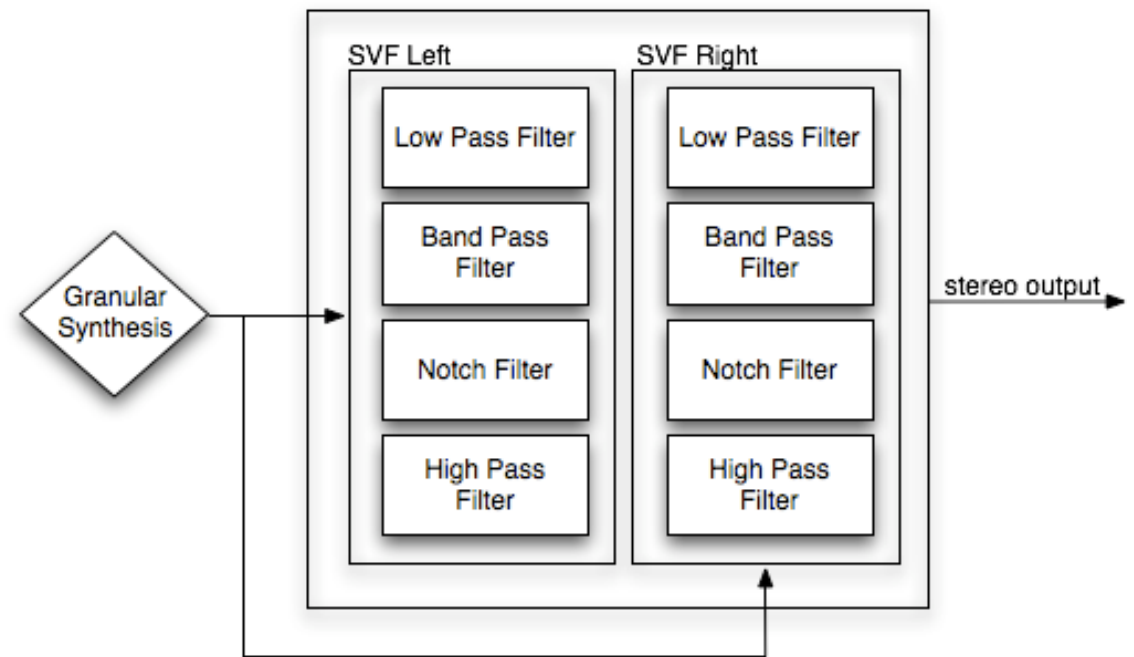 SVF Left
SVF Right
Low Pass Filter
Low Pass Filter
Band Pass
Filter
Band Pass
Filter
Granular
Synthesis
stereo output
Notch Filter
Notch Filter
High Pass
Filter
High Pass
Filter